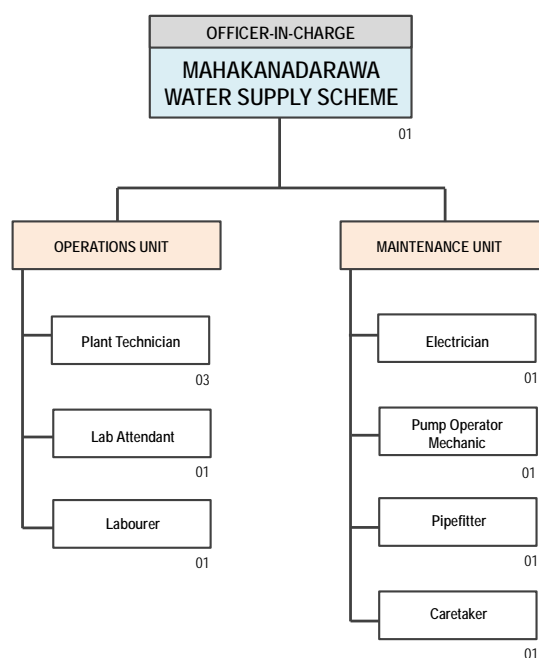 OFFICER-IN-CHARGE
MAHAKANADARAWA
WATER SUPPLY SCHEME
01
OPERATIONS UNIT
Plant Technician
03
Lab Attendant
01
Labourer
01
MAINTENANCE UNIT
Electrician
01
Pump Operator
Mechanic
01
Pipefitter
01
Caretaker
01